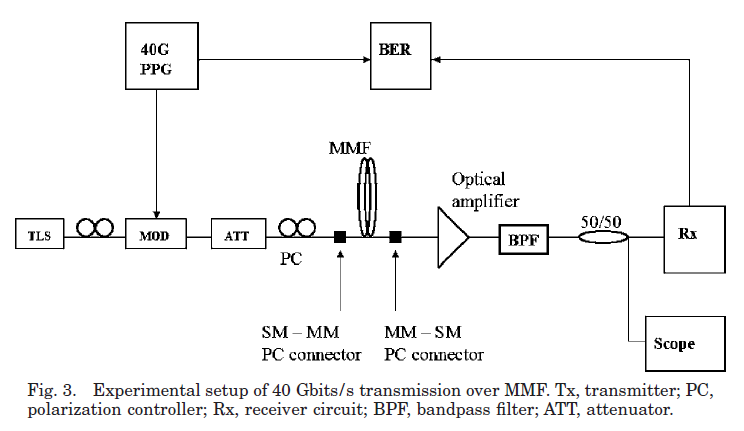 40G
PPG
BER
MMF
Optical
amplifier
TLS
MOD
ATT
PC
BPF
50/50
Rx
SM – MM
PC connector
MM – SM
PC connector
Scope
Fig. 3. Experimental setup of 40 Gbits/s transmission over MMF. Tx, transmitter; PC,
polarization controller; Rx, receiver circuit; BPF, bandpass filter; ATT, attenuator.